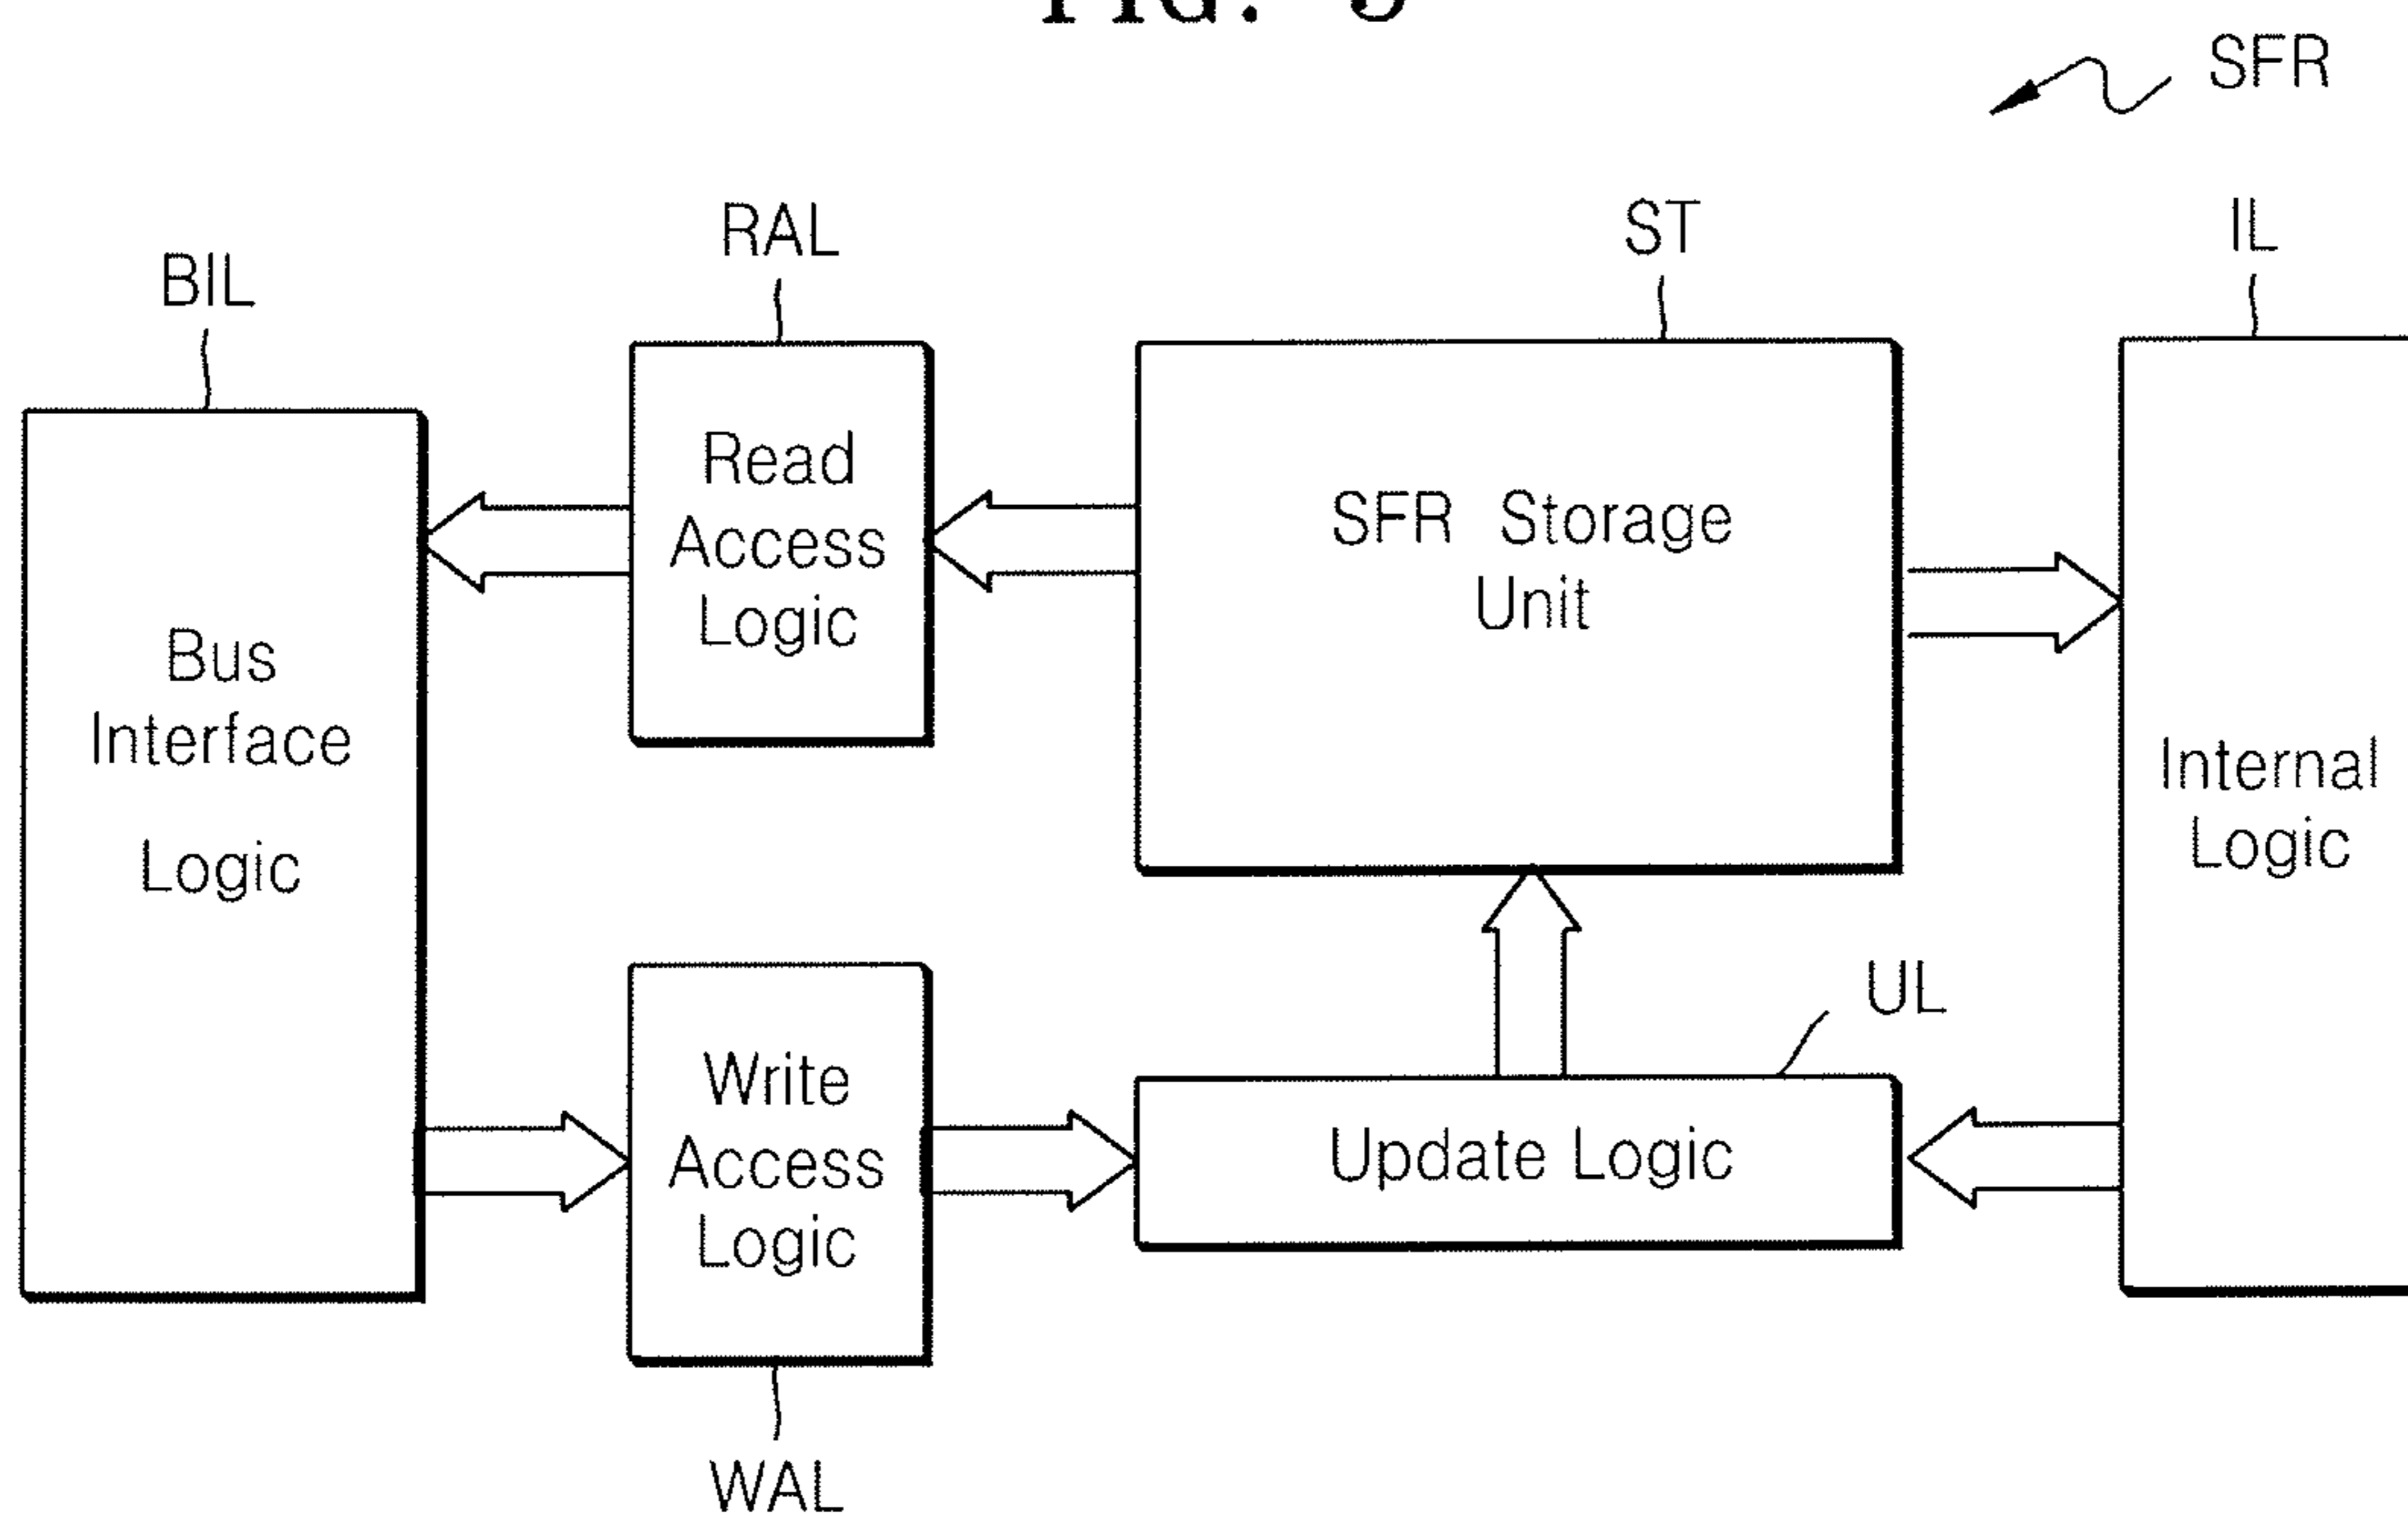 FIG.
SFR
BIL
RAL
ST
IL
Bus
Interface
Logic
Read
Access
Logic
SFR Storage
Unit
Internal
Logic
Write
Access
Logic
UL
Update Logic
WAL